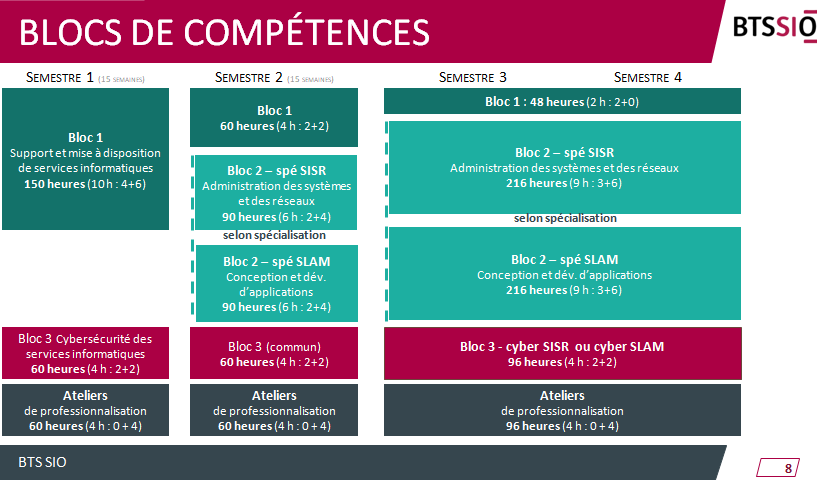 BLOCS DE COMPÉTENCES
BTSSIO
SEMESTRE 1 (15 SEMAINES)
SEMESTRE 2 (15 SEMAINES)
SEMESTRE 3
SEMESTRE 4
Bloc 1
Support et mise à disposition
de services informatiques
150 heures (10 h : 4+6)
Bloc 1
60 heures (4 h : 2+2)
Bloc 1 : 48 heures (2 h : 2+0)
Bloc 2 – spé SISR
Administration des systèmes
et des réseaux
90 heures (6 h : 2+4)
selon spécialisation
Bloc 2 – spé SLAM
Conception et dév.
d'applications
90 heures (6 h : 2+4)
Bloc 2 – spé SISR
Administration des systèmes et des réseaux
216 heures (9 h : 3+6)
selon spécialisation
Bloc 2 – spé SLAM
Conception et dév. d'applications
216 heures (9 h : 3+6)
Bloc 3 Cybersécurité des
services informatiques
60 heures (4 h : 2+2)
Bloc 3 (commun)
60 heures (4 h : 2+2)
Bloc 3 - cyber SISR ou cyber SLAM
96 heures (4 h : 2+2)
Ateliers
de professionnalisation
60 heures (4 h : 0 + 4)
Ateliers
de professionnalisation
60 heures (4 h : 0 + 4)
Ateliers
de professionnalisation
96 heures (4 h : 0 + 4)
BTS SIO
8